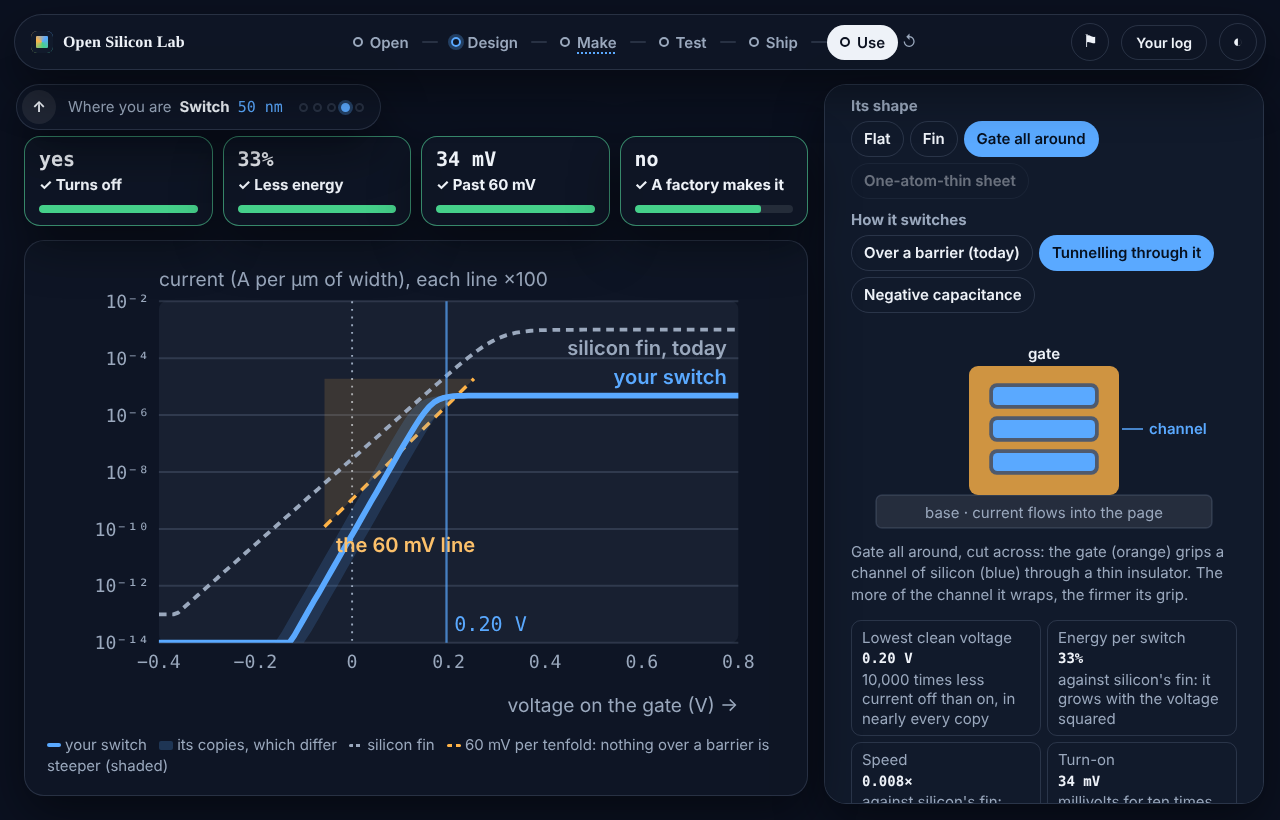 Open Silicon Lab
Open
Design
Make
Test
Ship
Use
Your log
Where you are Switch 50 nm
yes
✓ Turns off
33%
✓ Less energy
34 mV
✓ Past 60 mV
no
✓ A factory makes it
current (A per µm of width), each line ×100
10⁻²
10⁻⁴
10⁻⁶
10⁻⁸
10⁻¹⁰
10⁻¹²
10⁻¹⁴
silicon fin, today
your switch
the 60 mV line
0.20 V
−0.4 −0.2 0 0.2 0.4 0.6 0.8
voltage on the gate (V) →
your switch its copies, which differ silicon fin 60 mV per tenfold: nothing over a barrier is
steeper (shaded)
Its shape
Flat
Fin
Gate all around
One-atom-thin sheet
How it switches
Over a barrier (today)
Tunnelling through it
Negative capacitance
gate
channel
base · current flows into the page
Gate all around, cut across: the gate (orange) grips a
channel of silicon (blue) through a thin insulator. The
more of the channel it wraps, the firmer its grip.
Lowest clean voltage
0.20 V
10,000 times less
current off than on, in
nearly every copy
Energy per switch
33%
against silicon's fin: it
grows with the voltage
squared
Speed
0.008×
against silicon's fin:
Turn-on
34 mV
millivolts for ten times